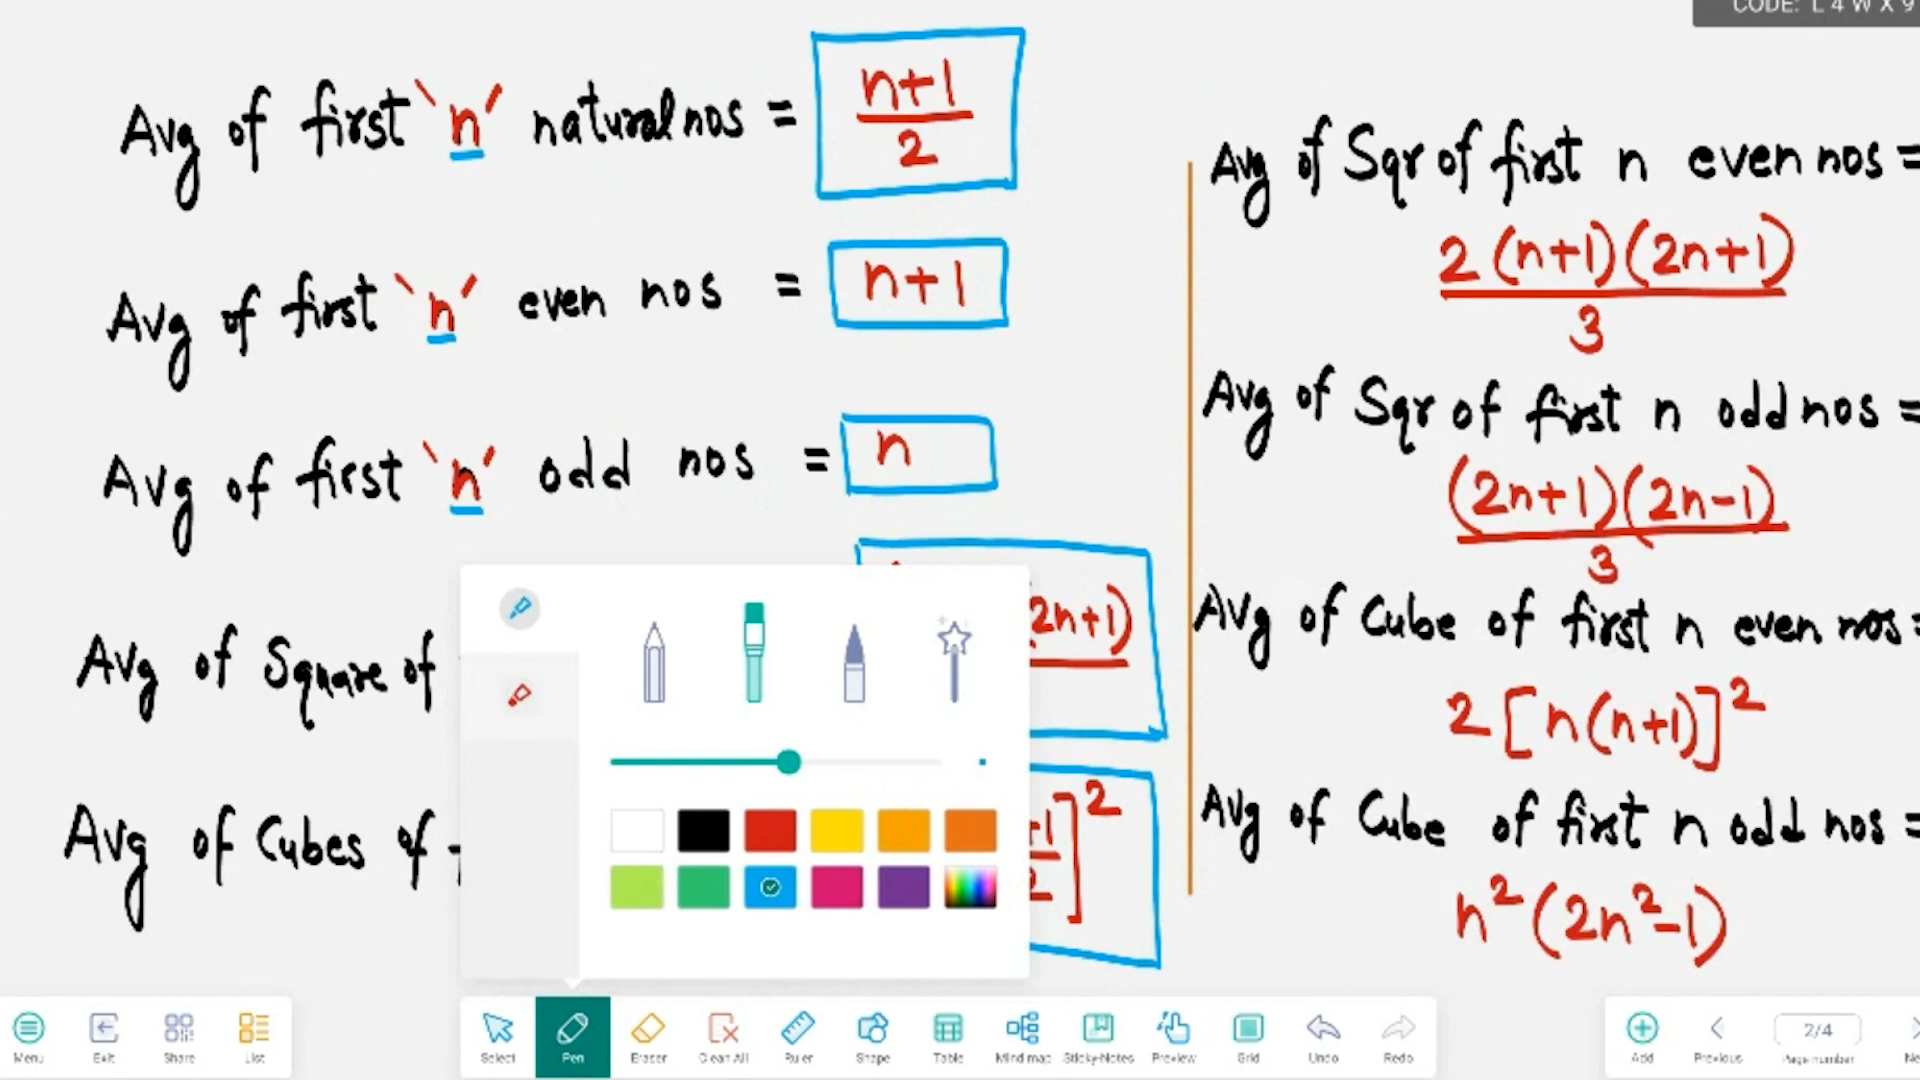 CODE: L 4 W X 9
Avg of first 'n' natural nos = n+1/2
Avg of first 'n' even nos = n+1
Avg of first 'n' odd nos = n
Avg of Square of
2n+1)
Avg of Cubes of
]²
Avg of Sqr of first n even nos =
2(n+1)(2n+1)
3
Avg of Sqr of first n odd nos =
(2n+1)(2n-1)
3
Avg of Cube of first n even nos =
2[n(n+1)]²
Avg of Cube of first n odd nos =
n²(2n²-1)
Menu
Exit
Share
List
Select
Pen
Eraser
Clean All
Ruler
Shape
Table
Mind map
Sticky-Notes
Preview
Grid
Undo
Redo
Add
Previous
2/4
Page number